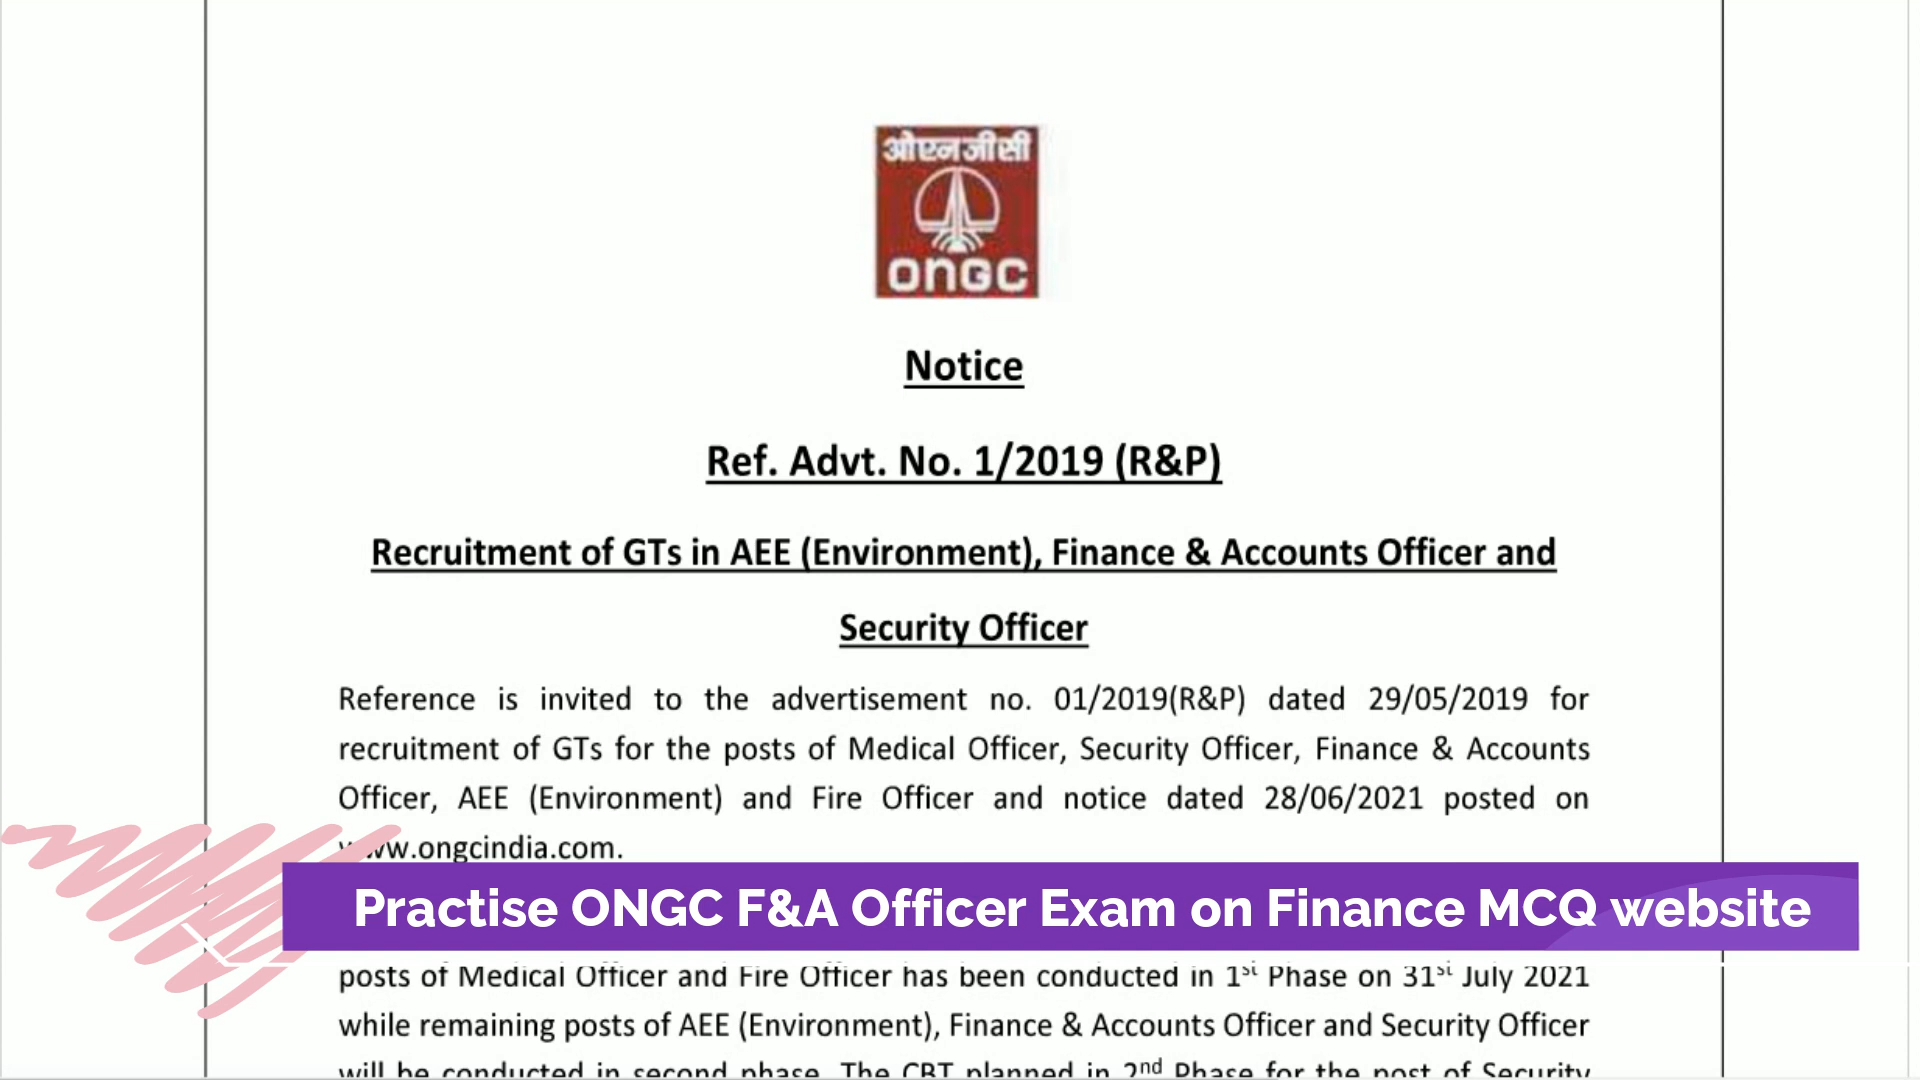 ओएनजीसी
ONGC
Notice
Ref. Advt. No. 1/2019 (R&P)
Recruitment of GTs in AEE (Environment), Finance & Accounts Officer and
Security Officer
Reference is invited to the advertisement no. 01/2019(R&P) dated 29/05/2019 for
recruitment of GTs for the posts of Medical Officer, Security Officer, Finance & Accounts
Officer, AEE (Environment) and Fire Officer and notice dated 28/06/2021 posted on
www.ongcindia.com.
Practise ONGC F&A Officer Exam on Finance MCQ website
posts of Medical Officer and Fire Officer has been conducted in 1st Phase on 31st July 2021
while remaining posts of AEE (Environment), Finance & Accounts Officer and Security Officer
will be conducted in second phase. The CBT planned in 2nd Phase for the post of Security